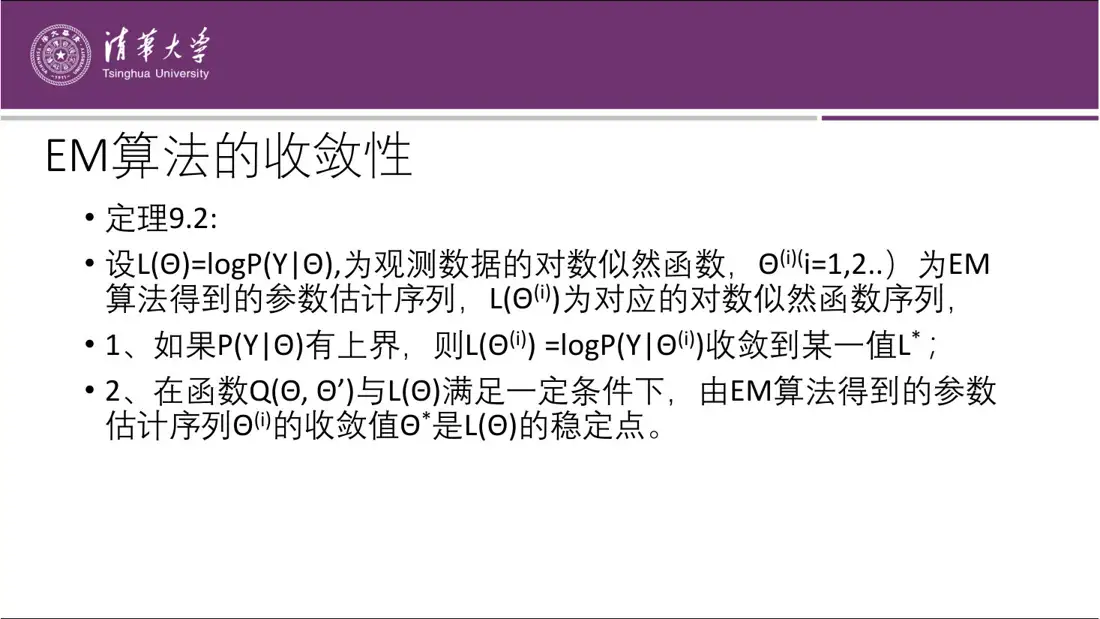 清华大学
Tsinghua University
EM算法的收敛性
• 定理9.2:
• 设L(Θ)=logP(Y|Θ),为观测数据的对数似然函数，Θ⁽ⁱ⁾⁽i=1,2..）为EM
算法得到的参数估计序列，L(Θ⁽ⁱ⁾)为对应的对数似然函数序列，
• 1、如果P(Y|Θ)有上界，则L(Θ⁽ⁱ⁾) =logP(Y|Θ⁽ⁱ⁾)收敛到某一值L*；
• 2、在函数Q(Θ, Θ’)与L(Θ)满足一定条件下，由EM算法得到的参数
估计序列Θ⁽ⁱ⁾的收敛值Θ*是L(Θ)的稳定点。